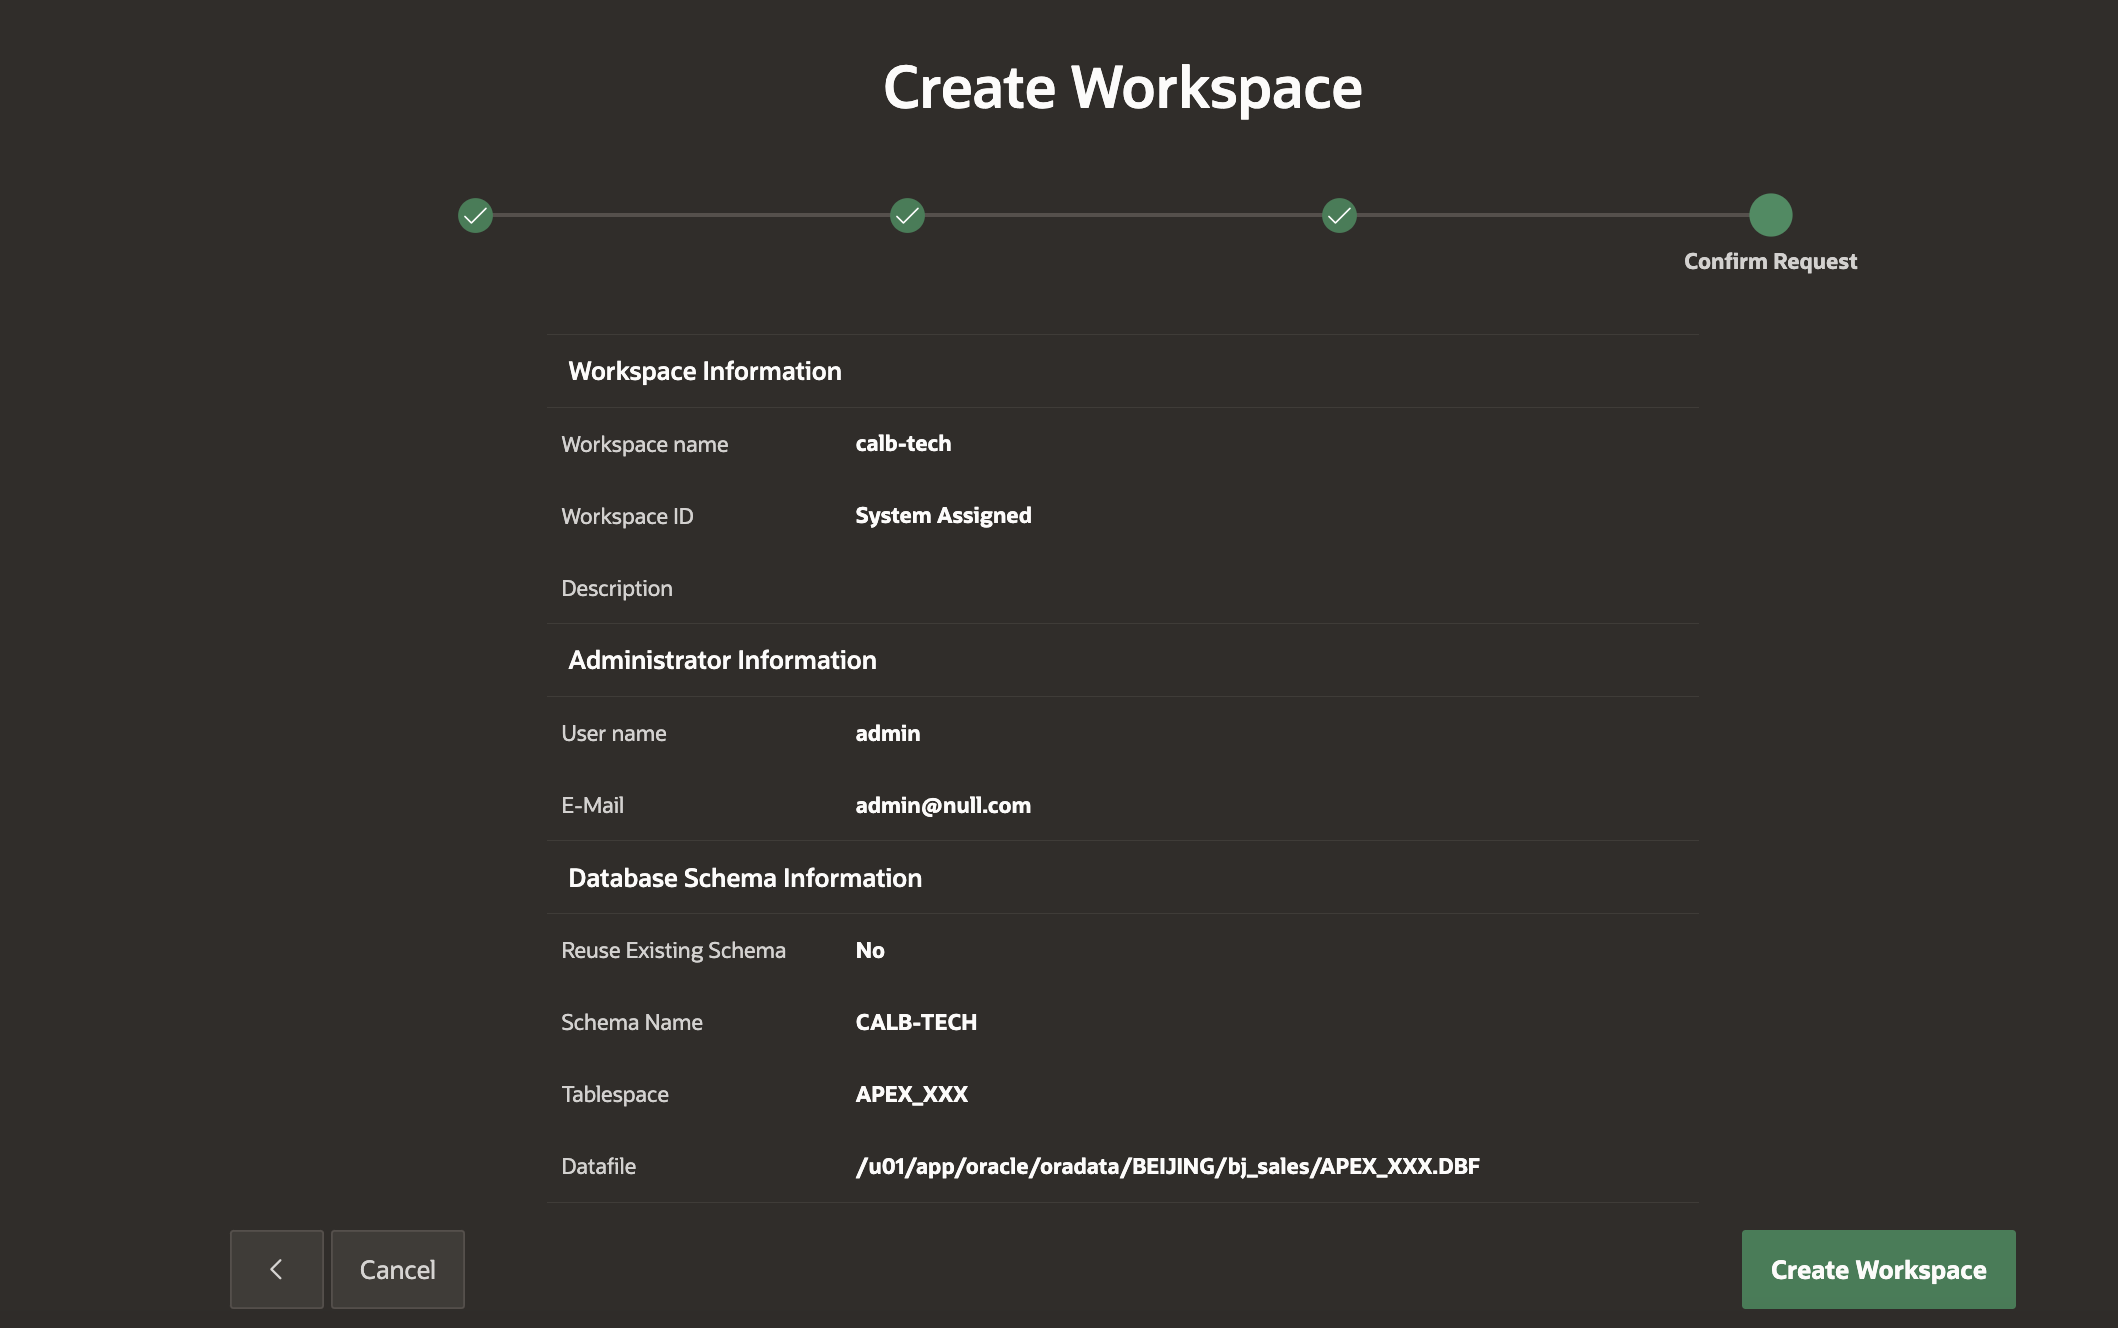 Create Workspace
Confirm Request
Workspace Information
Workspace name calb-tech
Workspace ID System Assigned
Description
Administrator Information
User name admin
E-Mail admin@null.com
Database Schema Information
Reuse Existing Schema No
Schema Name CALB-TECH
Tablespace APEX_XXX
Datafile /u01/app/oracle/oradata/BEIJING/bj_sales/APEX_XXX.DBF
Cancel Create Workspace